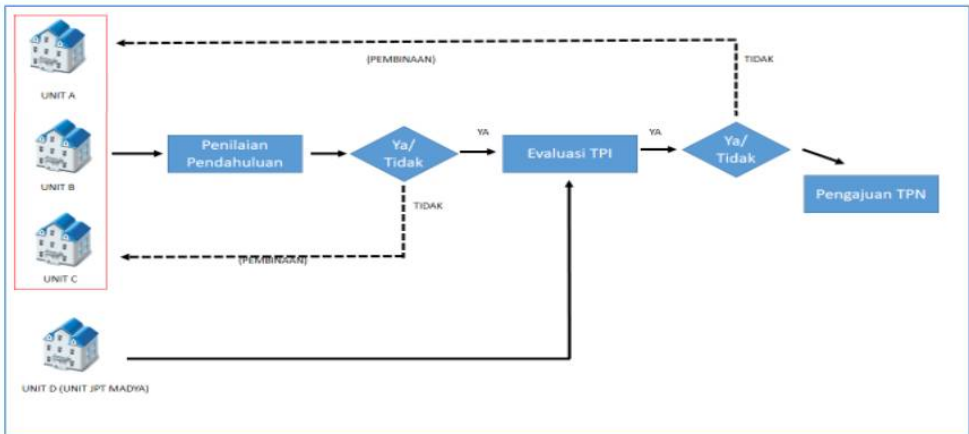 (PEMBINAAN)
TIDAK
UNIT A
Penilaian
Pendahuluan
Ya/
Tidak
YA
Evaluasi TPI
YA
Ya/
Tidak
Pengajuan TPN
UNIT B
TIDAK
(PEMBINAAN)
UNIT C
UNIT D (UNIT JPT MADYA)